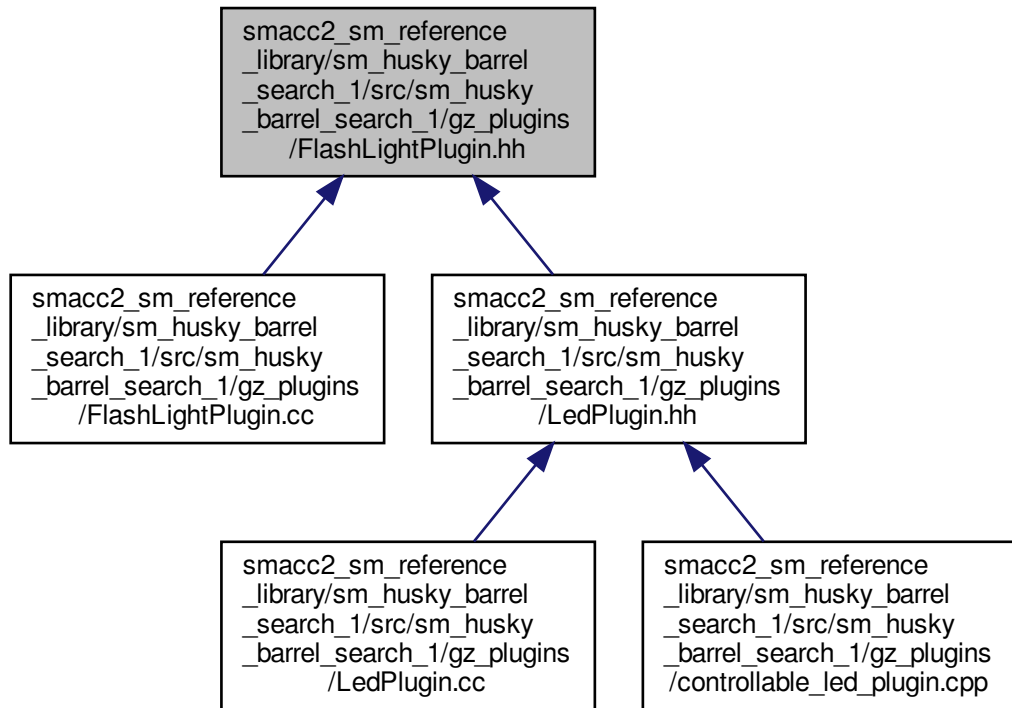 smacc2_sm_reference
_library/sm_husky_barrel
_search_1/src/sm_husky
_barrel_search_1/gz_plugins
/FlashLightPlugin.hh
smacc2_sm_reference
_library/sm_husky_barrel
_search_1/src/sm_husky
_barrel_search_1/gz_plugins
/FlashLightPlugin.cc
smacc2_sm_reference
_library/sm_husky_barrel
_search_1/src/sm_husky
_barrel_search_1/gz_plugins
/LedPlugin.hh
smacc2_sm_reference
_library/sm_husky_barrel
_search_1/src/sm_husky
_barrel_search_1/gz_plugins
/LedPlugin.cc
smacc2_sm_reference
_library/sm_husky_barrel
_search_1/src/sm_husky
_barrel_search_1/gz_plugins
/controllable_led_plugin.cpp